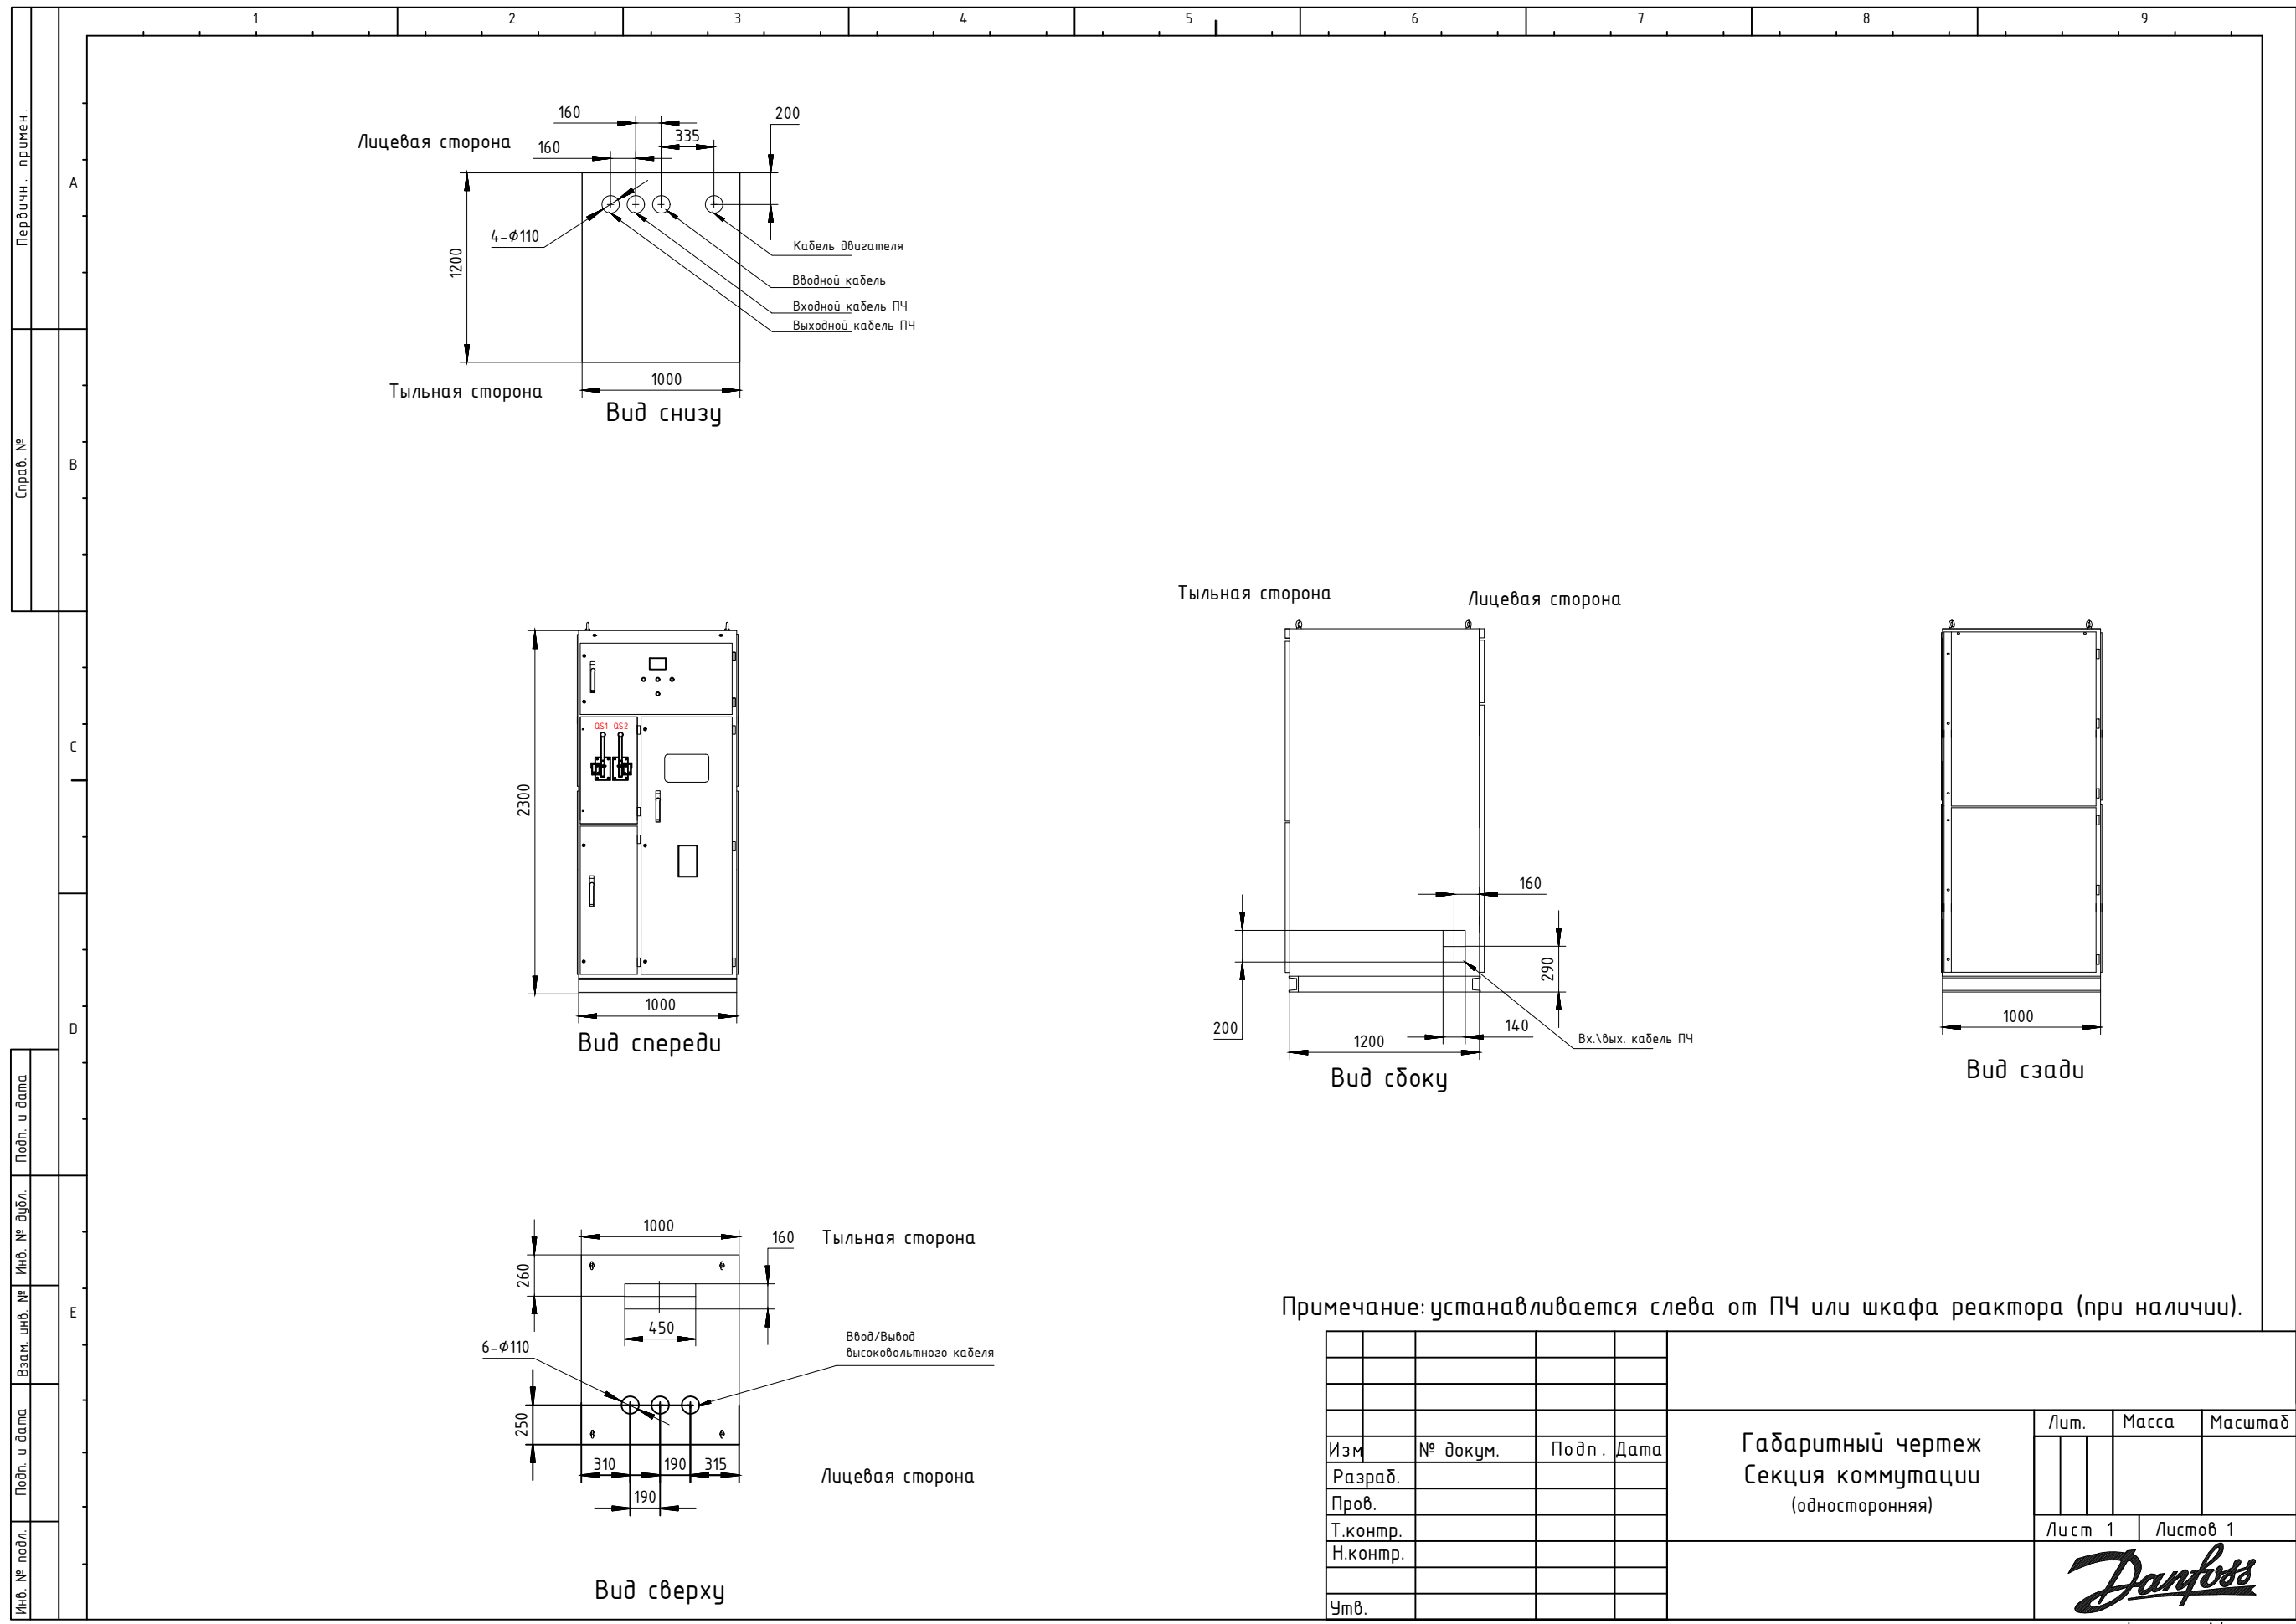 1 2 3 4 5 6 7 8 9
A
B
C
D
E
Первичн. примен.
Справ. №
Подп. и дата
Инв. № дубл.
Взам. инв. №
Подп. и дата
Инв. № подл.
160
200
335
Лицевая сторона
160
4-Ф110
1200
Кабель двигателя
Вводной кабель
Входной кабель ПЧ
Выходной кабель ПЧ
1000
Тыльная сторона
Вид снизу
QS1 QS2
2300
1000
Вид спереди
Тыльная сторона
Лицевая сторона
160
290
200
140
1200
Вх.\вых. кабель ПЧ
Вид сбоку
1000
Вид сзади
1000
160
Тыльная сторона
260
450
6-Ф110
Ввод/Вывод
высоковольтного кабеля
250
310
190
315
190
Лицевая сторона
Вид сверху
Примечание: устанавливается слева от ПЧ или шкафа реактора (при наличии).
Изм № докум. Подп. Дата
Разраб.
Пров.
Т.контр.
Н.контр.
Утв.
Габаритный чертеж
Секция коммутации
(односторонняя)
Лит. Масса Масштаб
Лист 1 Листов 1
Danfoss